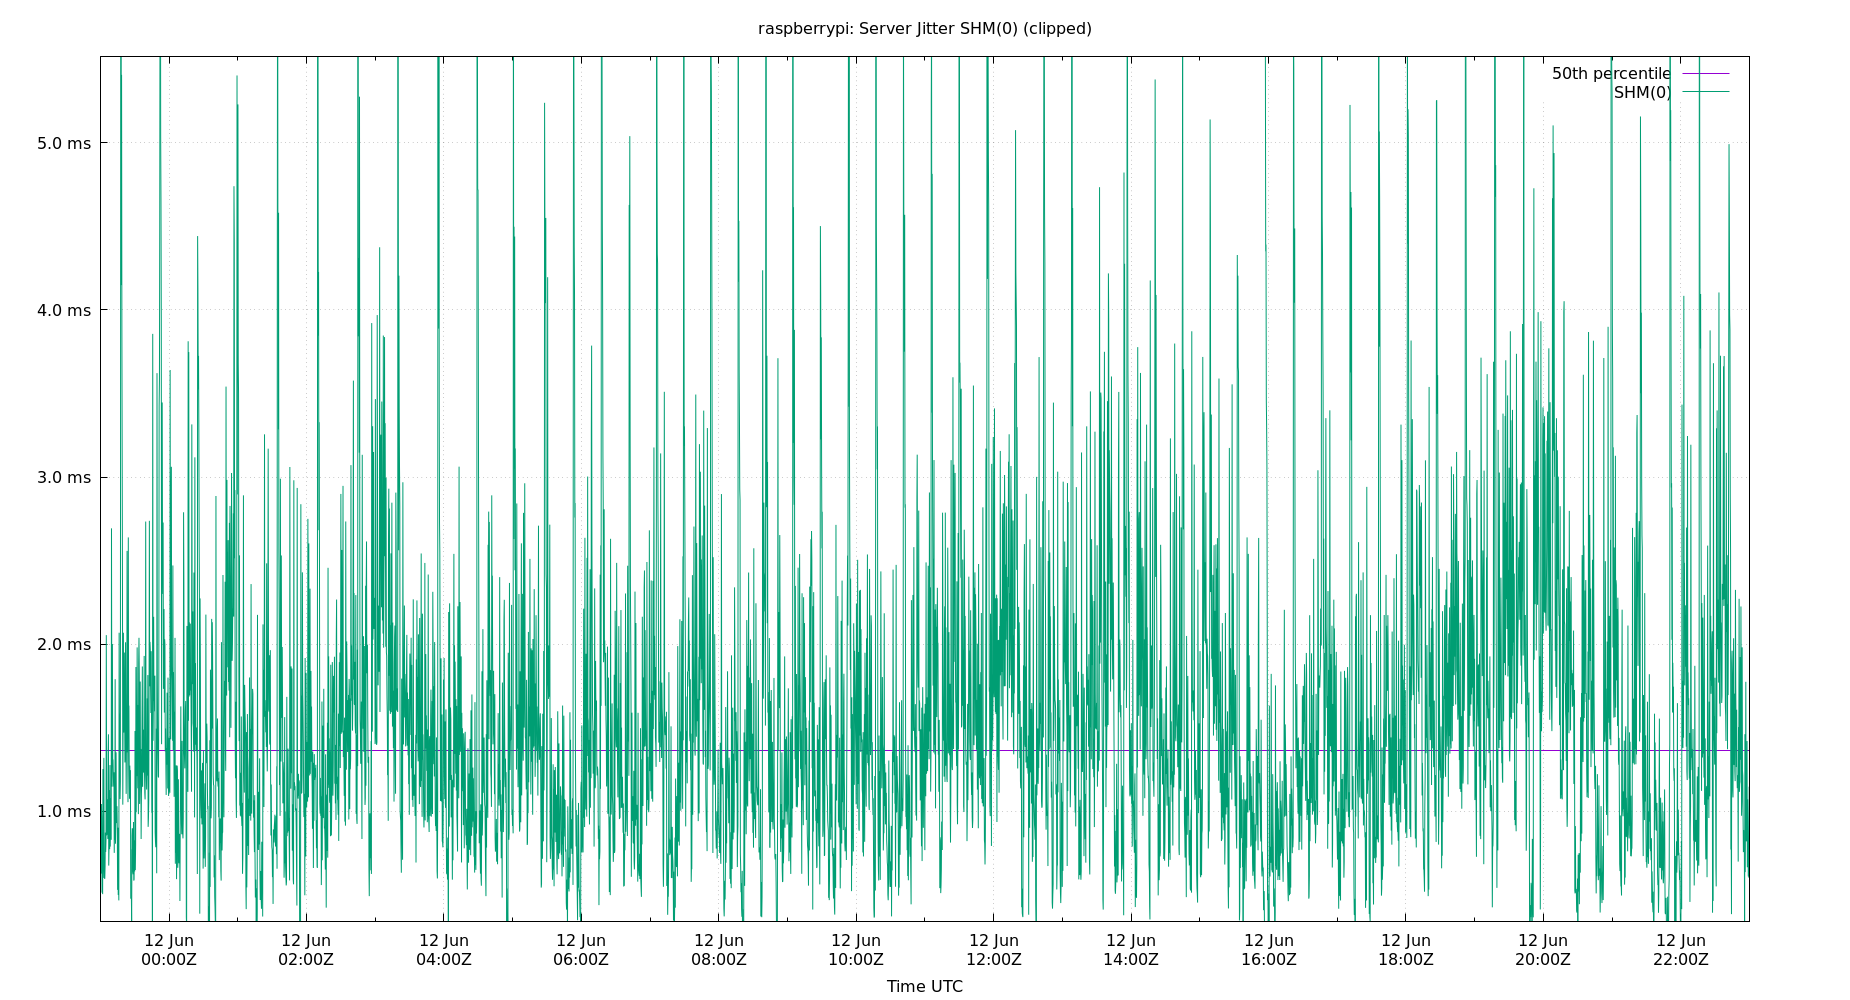 raspberrypi: Server Jitter SHM(0) (clipped)
50th percentile
SHM(0)
5.0 ms
4.0 ms
3.0 ms
2.0 ms
1.0 ms
12 Jun 12 Jun 12 Jun 12 Jun 12 Jun 12 Jun 12 Jun 12 Jun 12 Jun 12 Jun 12 Jun 12 Jun
00:00Z 02:00Z 04:00Z 06:00Z 08:00Z 10:00Z 12:00Z 14:00Z 16:00Z 18:00Z 20:00Z 22:00Z
Time UTC